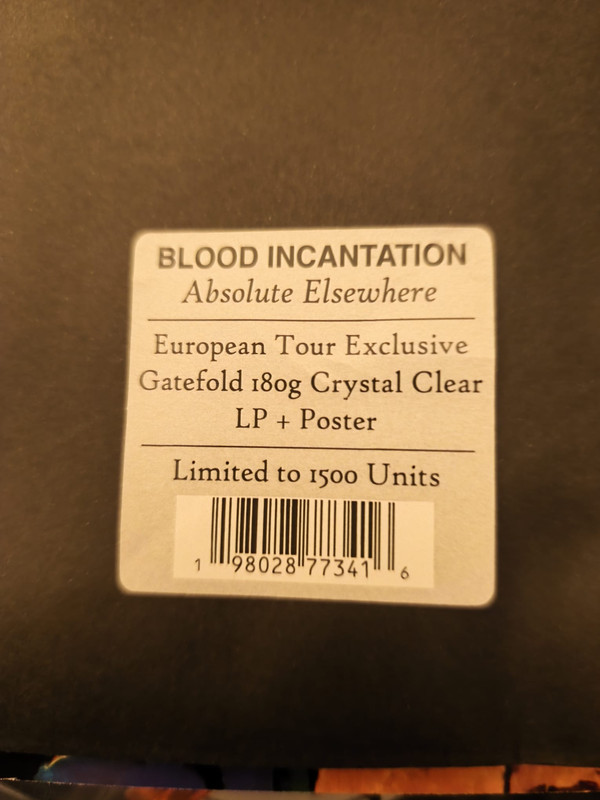 BLOOD INCANTATION
Absolute Elsewhere
European Tour Exclusive
Gatefold 180g Crystal Clear
LP + Poster
Limited to 1500 Units
1 98028 77341 6